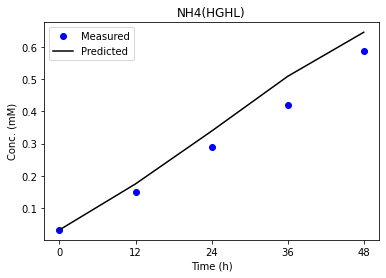 NH4(HGHL)
Measured
Predicted
Conc. (mM)
0.6
0.5
0.4
0.3
0.2
0.1
0 12 24 36 48
Time (h)